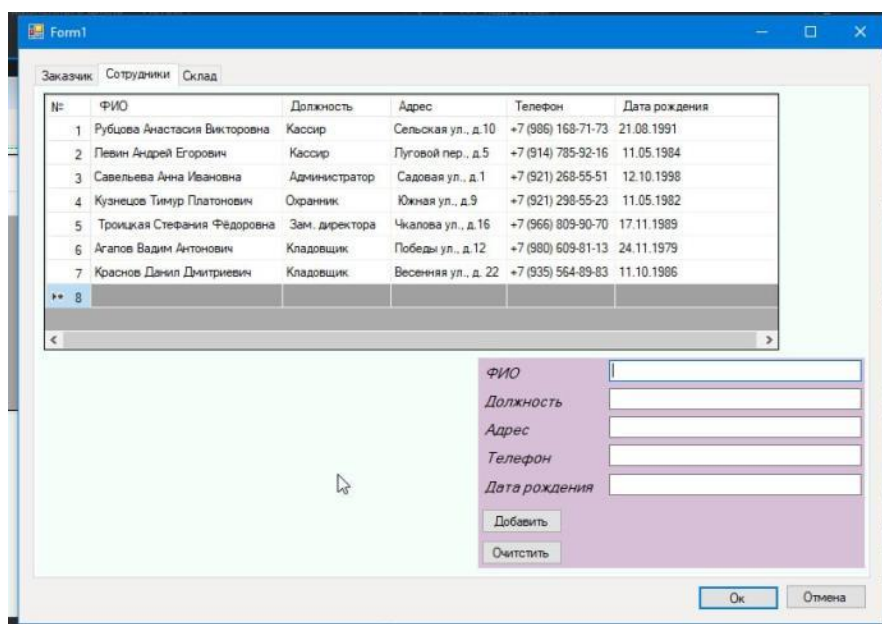 Form1
Заказчик Сотрудники Склад
№ ФИО Должность Адрес Телефон Дата рождения
1 Рубцова Анастасия Викторовна Кассир Сельская ул., д.10 +7 (986) 168-71-73 21.08.1991
2 Левин Андрей Егорович Кассир Луговой пер., д.5 +7 (914) 785-92-16 11.05.1984
3 Савельева Анна Ивановна Администратор Садовая ул., д.1 +7 (921) 268-55-51 12.10.1998
4 Кузнецов Тимур Платонович Охранник Южная ул., д.9 +7 (921) 298-55-23 11.05.1982
5 Троицкая Стефания Фёдоровна Зам. директора Чкалова ул., д.16 +7 (966) 809-90-70 17.11.1989
6 Агапов Вадим Антонович Кладовщик Победы ул., д.12 +7 (980) 609-81-13 24.11.1979
7 Краснов Данил Дмитриевич Кладовщик Весенняя ул., д. 22 +7 (935) 564-89-83 11.10.1986
8
ФИО
Должность
Адрес
Телефон
Дата рождения
Добавить
Очитстить
Ок Отмена